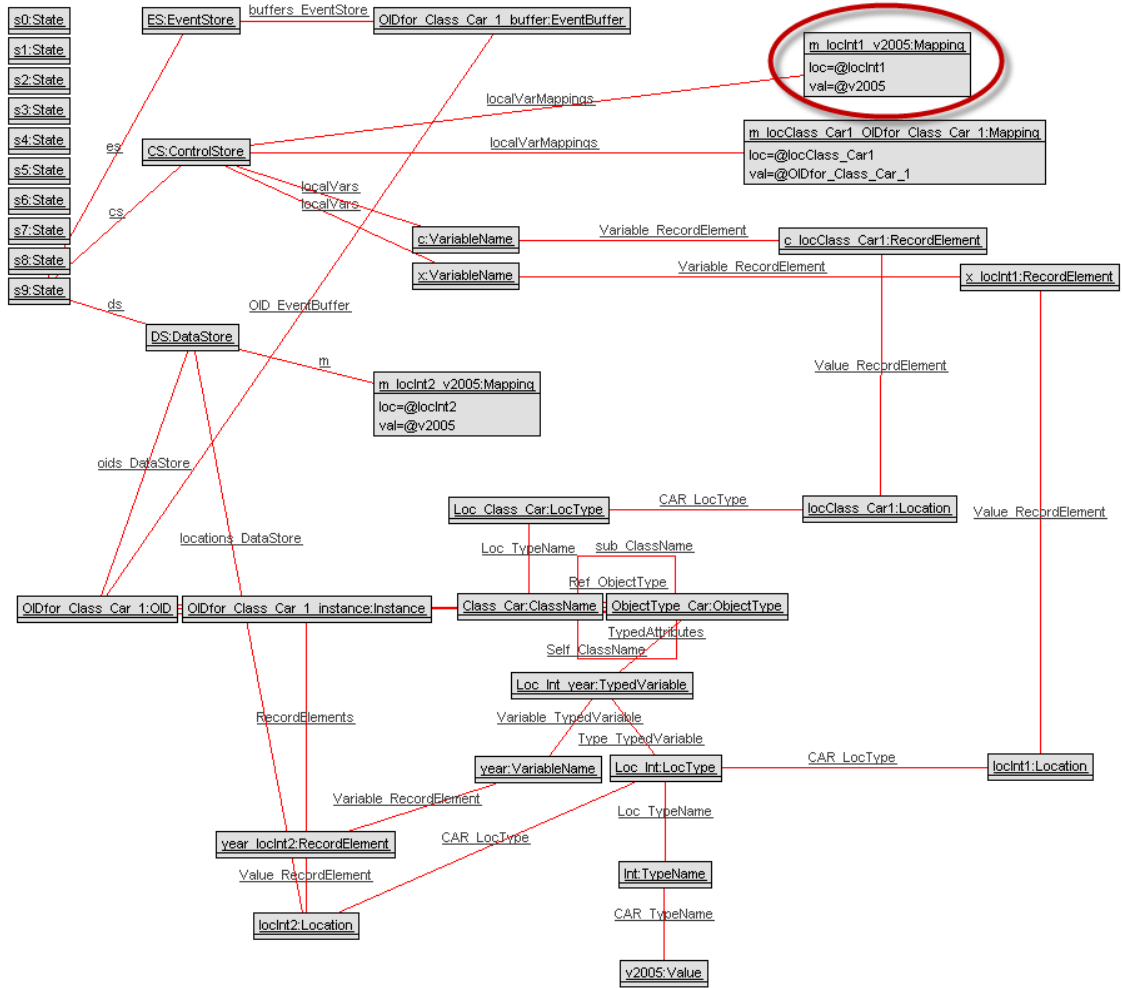 s0:State
s1:State
s2:State
s3:State
s4:State
s5:State
s6:State
s7:State
s8:State
s9:State
ES:EventStore
buffers_EventStore
OIDfor_Class_Car_1_buffer:EventBuffer
m_locInt1_v2005:Mapping
loc=@locInt1
val=@v2005
localVarMappings
es
CS:ControlStore
localVarMappings
m_locClass_Car1_OIDfor_Class_Car_1:Mapping
loc=@locClass_Car1
val=@OIDfor_Class_Car_1
localVars
localVars
cs
c:VariableName
Variable_RecordElement
c_locClass_Car1:RecordElement
x:VariableName
Variable_RecordElement
x_locInt1:RecordElement
ds
OID_EventBuffer
DS:DataStore
m
Value_RecordElement
m_locInt2_v2005:Mapping
loc=@locInt2
val=@v2005
oids_DataStore
Loc_Class_Car:LocType
CAR_LocType
locClass_Car1:Location
Value_RecordElement
locations_DataStore
Loc_TypeName
sub_ClassName
Ref_ObjectType
OIDfor_Class_Car_1:OID
OIDfor_Class_Car_1_instance:Instance
Class_Car:ClassName
ObjectType_Car:ObjectType
TypedAttributes
Self_ClassName
Loc_Int_year:TypedVariable
RecordElements
Variable_TypedVariable
Type_TypedVariable
year:VariableName
Loc_Int:LocType
CAR_LocType
locInt1:Location
Variable_RecordElement
Loc_TypeName
year_locInt2:RecordElement
CAR_LocType
Value_RecordElement
Int:TypeName
CAR_TypeName
locInt2:Location
v2005:Value